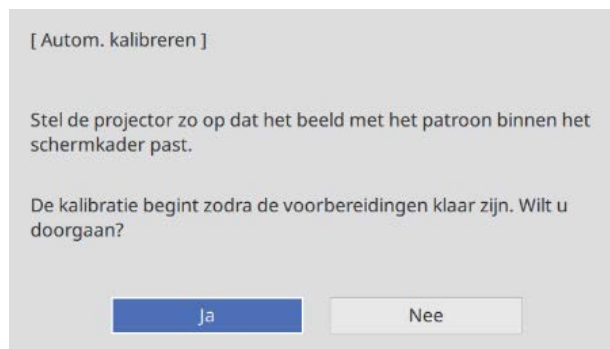 [ Autom. kalibreren ]
Stel de projector zo op dat het beeld met het patroon binnen het
schermkader past.
De kalibratie begint zodra de voorbereidingen klaar zijn. Wilt u
doorgaan?
Ja
Nee